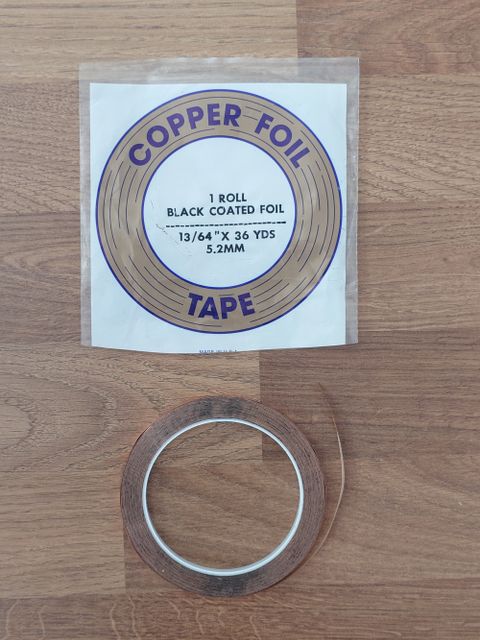 COPPER FOIL
1 ROLL
BLACK COATED FOIL
13/64" X 36 YDS
5.2MM
TAPE